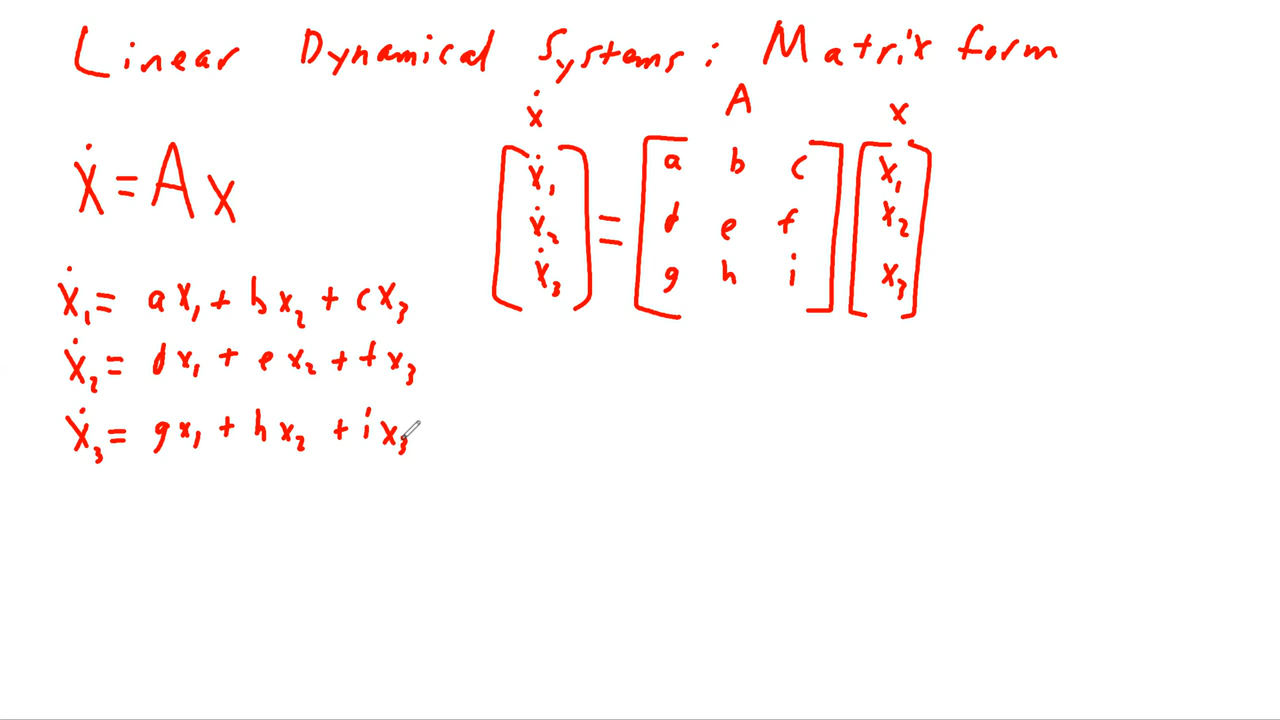 Linear Dynamical Systems: Matrix form
ẋ = A x
ẋ A x
[ẋ₁] = [a b c] [x₁]
[ẋ₂] [d e f] [x₂]
[ẋ₃] [g h i] [x₃]
ẋ₁ = ax₁ + bx₂ + cx₃
ẋ₂ = dx₁ + ex₂ + fx₃
ẋ₃ = gx₁ + hx₂ + ix₃